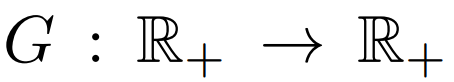 G : ℝ₊ → ℝ₊